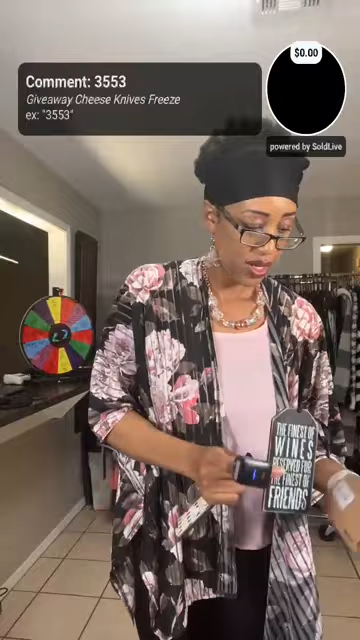 $0.00
Comment: 3553
Giveaway Cheese Knives Freeze
ex: "3553"
powered by SoldLive
THE FINEST OF
WINES
RESERVED FOR
THE FINEST OF
FRIENDS